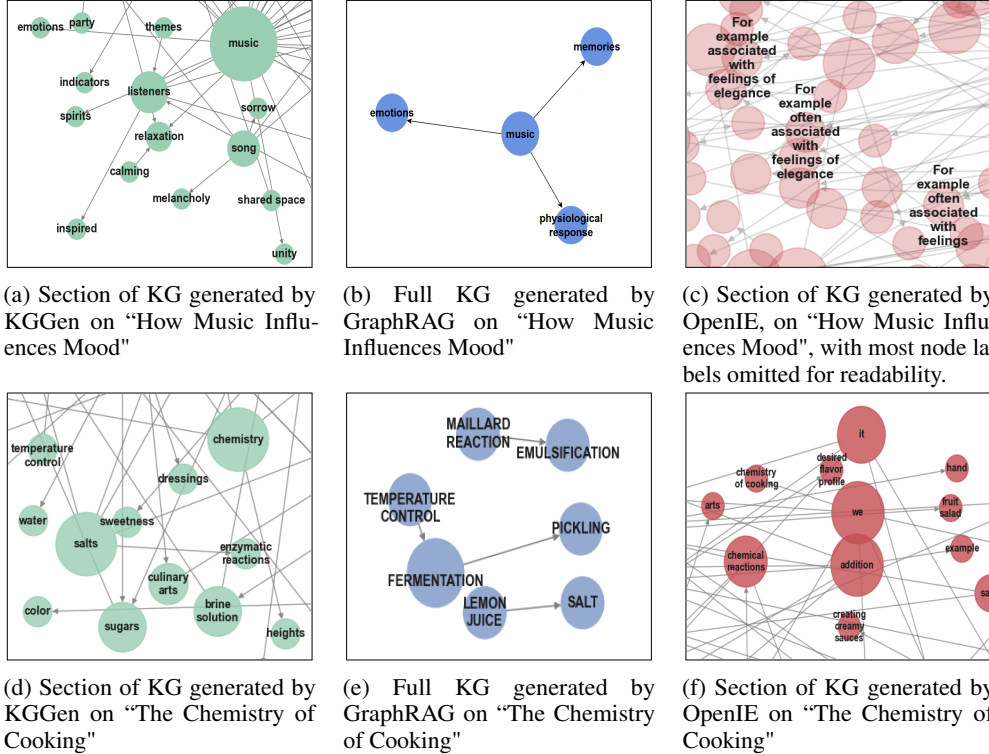 emotions
party
themes
music
indicators
listeners
spirits
sorrow
relaxation
song
calming
melancholy
shared space
inspired
unity
memories
emotions
music
physiological
response
For
example
associated
with
feelings of
elegance
For
example
often
associated
with
feelings of
elegance
For
example
often
associated
with
feelings
(a) Section of KG generated by
KGGen on “How Music Influ-
ences Mood"
(b) Full KG generated by
GraphRAG on “How Music
Influences Mood"
(c) Section of KG generated by
OpenIE, on “How Music Influ
ences Mood", with most node la
bels omitted for readability.
temperature
control
chemistry
dressings
water
sweetness
salts
enzymatic
reactions
culinary
arts
color
sugars
brine
solution
heights
MAILLARD
REACTION
EMULSIFICATION
TEMPERATURE
CONTROL
PICKLING
FERMENTATION
LEMON
JUICE
SALT
it
desired
flavor
profile
chemistry
of cooking
hand
arts
we
fruit
salad
chemical
reactions
addition
example
sa
creating
creamy
sauces
(d) Section of KG generated by
KGGen on “The Chemistry of
Cooking"
(e) Full KG generated by
GraphRAG on “The Chemistry
of Cooking"
(f) Section of KG generated by
OpenIE on “The Chemistry of
Cooking"